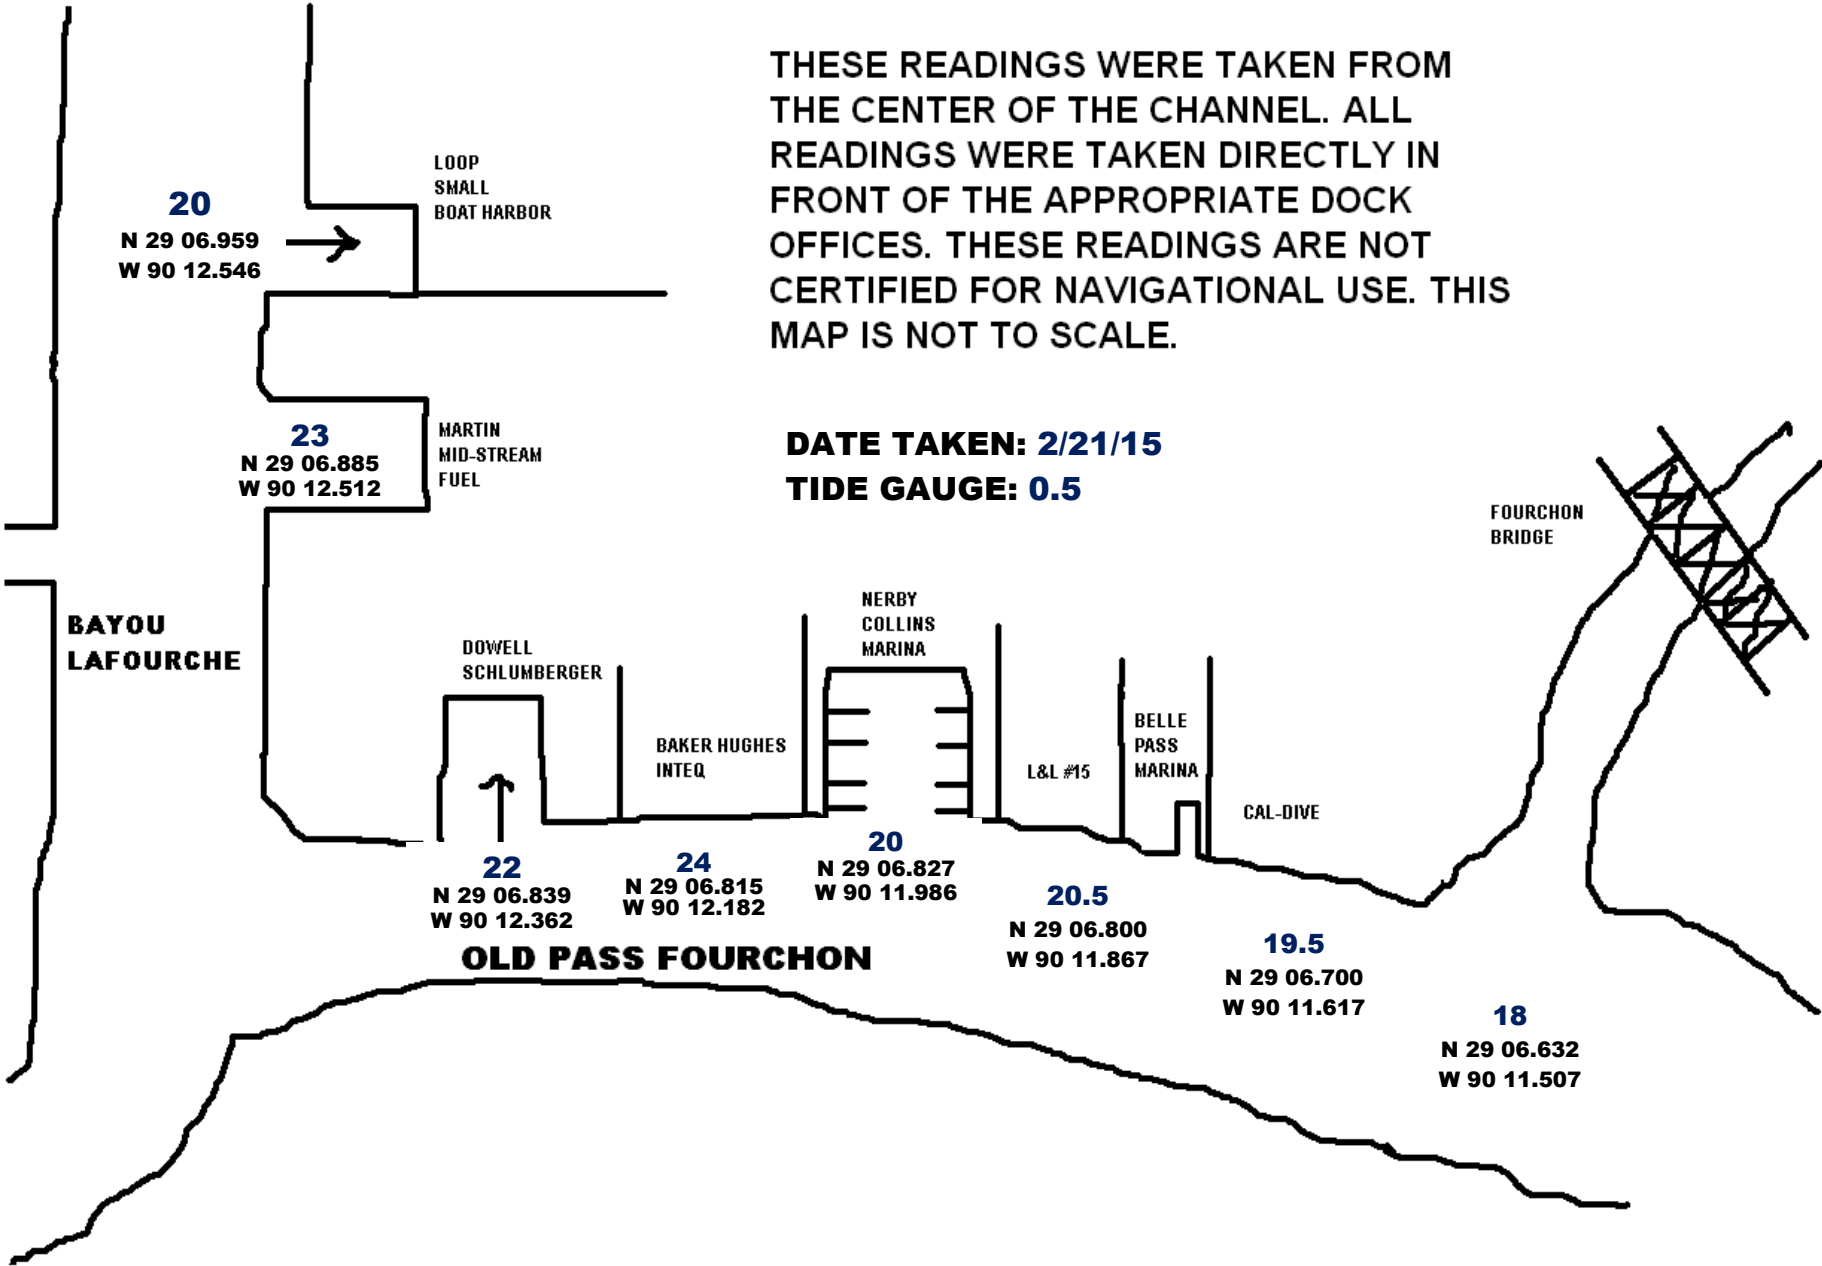 THESE READINGS WERE TAKEN FROM
THE CENTER OF THE CHANNEL. ALL
READINGS WERE TAKEN DIRECTLY IN
FRONT OF THE APPROPRIATE DOCK
OFFICES. THESE READINGS ARE NOT
CERTIFIED FOR NAVIGATIONAL USE. THIS
MAP IS NOT TO SCALE.
LOOP
SMALL
BOAT HARBOR
20
N 29 06.959
W 90 12.546
23
N 29 06.885
W 90 12.512
MARTIN
MID-STREAM
FUEL
DATE TAKEN: 2/21/15
TIDE GAUGE: 0.5
FOURCHON
BRIDGE
BAYOU
LAFOURCHE
DOWELL
SCHLUMBERGER
BAKER HUGHES
INTEQ
NERBY
COLLINS
MARINA
L&L #15
BELLE
PASS
MARINA
CAL-DIVE
22
N 29 06.839
W 90 12.362
24
N 29 06.815
W 90 12.182
20
N 29 06.827
W 90 11.986
20.5
N 29 06.800
W 90 11.867
19.5
N 29 06.700
W 90 11.617
18
N 29 06.632
W 90 11.507
OLD PASS FOURCHON